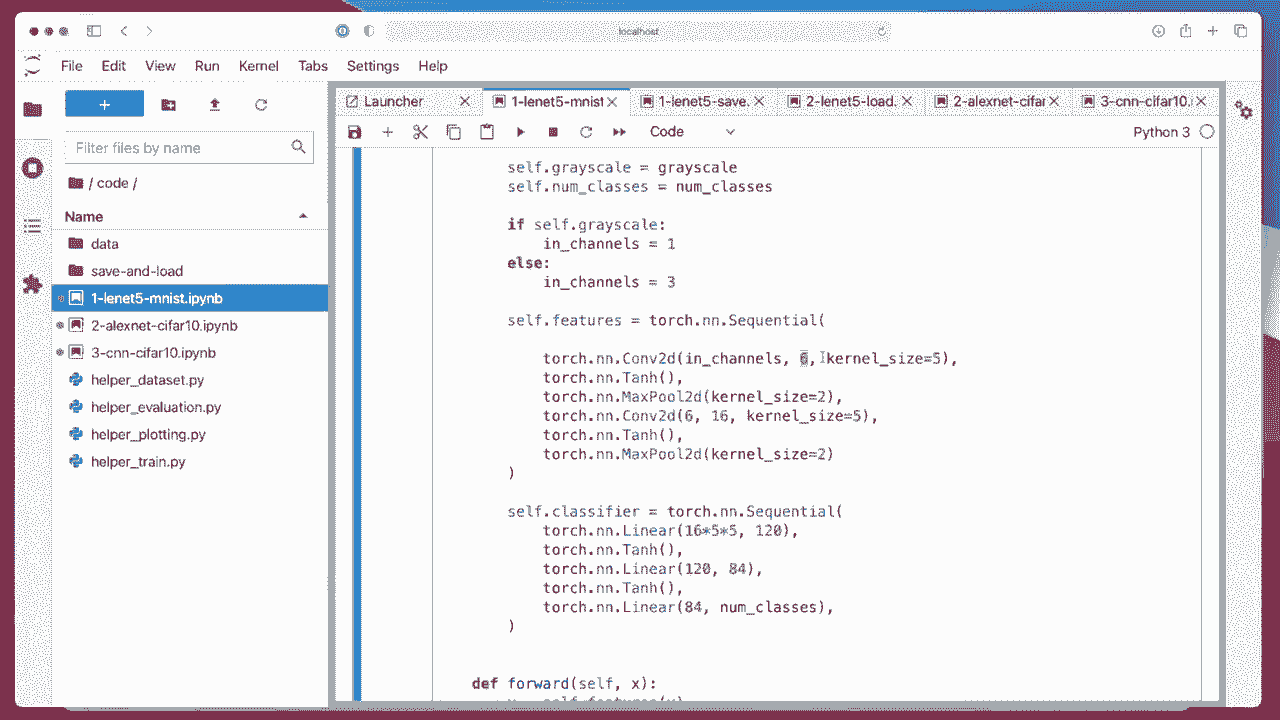 localhost
File Edit View Run Kernel Tabs Settings Help
Launcher 1-lenet5-mnist 1-lenet5-save. 2-lenet5-load. 2-alexnet-cifar 3-cnn-cifar10.
Code Python 3
Filter files by name
/ code /
Name
data
save-and-load
1-lenet5-mnist.ipynb
2-alexnet-cifar10.ipynb
3-cnn-cifar10.ipynb
helper_dataset.py
helper_evaluation.py
helper_plotting.py
helper_train.py
self.grayscale = grayscale
self.num_classes = num_classes
if self.grayscale:
in_channels = 1
else:
in_channels = 3
self.features = torch.nn.Sequential(
torch.nn.Conv2d(in_channels, 6, kernel_size=5),
torch.nn.Tanh(),
torch.nn.MaxPool2d(kernel_size=2),
torch.nn.Conv2d(6, 16, kernel_size=5),
torch.nn.Tanh(),
torch.nn.MaxPool2d(kernel_size=2)
)
self.classifier = torch.nn.Sequential(
torch.nn.Linear(16*5*5, 120),
torch.nn.Tanh(),
torch.nn.Linear(120, 84),
torch.nn.Tanh(),
torch.nn.Linear(84, num_classes),
)
def forward(self, x):